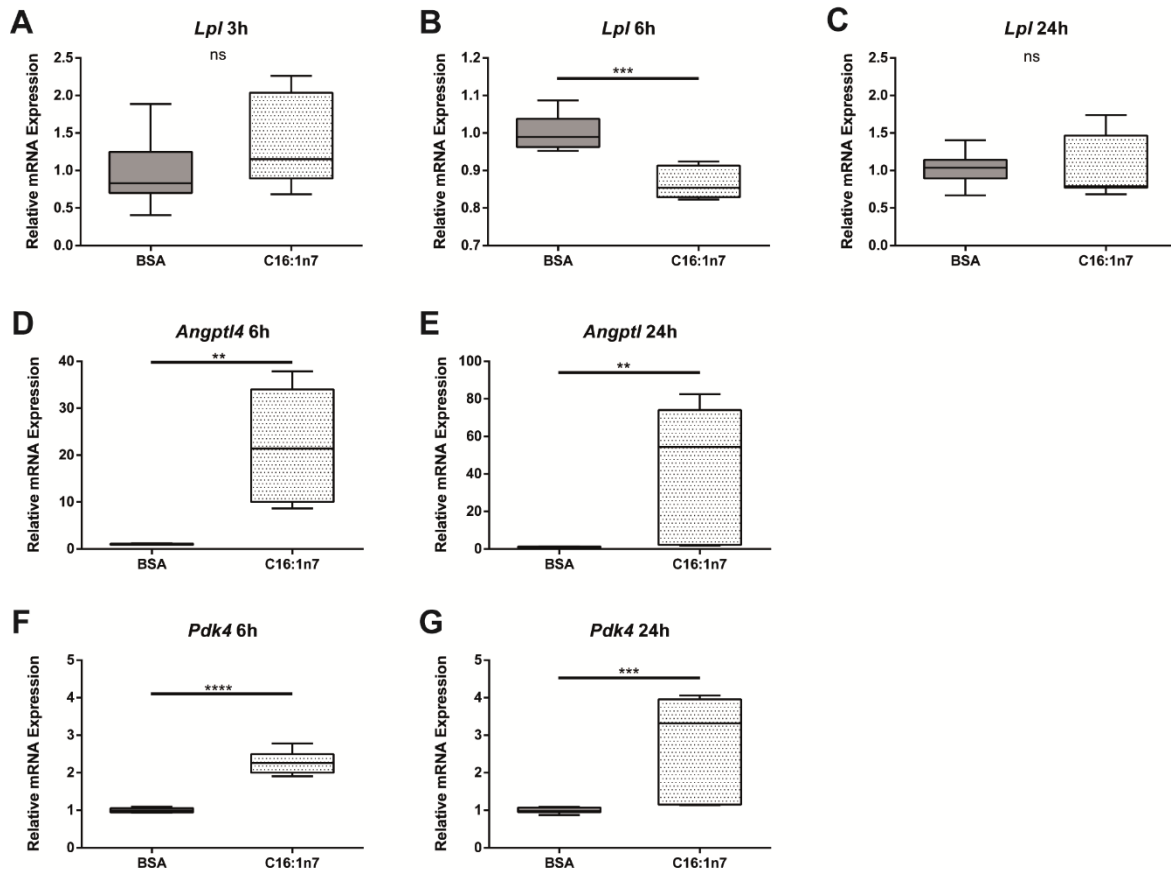 A
Lpl 3h
ns
Relative mRNA Expression
2.5
2.0
1.5
1.0
0.5
0.0
BSA C16:1n7
B
Lpl 6h
***
Relative mRNA Expression
1.2
1.1
1.0
0.9
0.8
0.7
BSA C16:1n7
C
Lpl 24h
ns
Relative mRNA Expression
2.5
2.0
1.5
1.0
0.5
0.0
BSA C16:1n7
D
Angptl4 6h
**
Relative mRNA Expression
40
30
20
10
0
BSA C16:1n7
E
Angptl 24h
**
Relative mRNA Expression
100
80
60
40
20
0
BSA C16:1n7
F
Pdk4 6h
****
Relative mRNA Expression
5
4
3
2
1
0
BSA C16:1n7
G
Pdk4 24h
***
Relative mRNA Expression
5
4
3
2
1
0
BSA C16:1n7